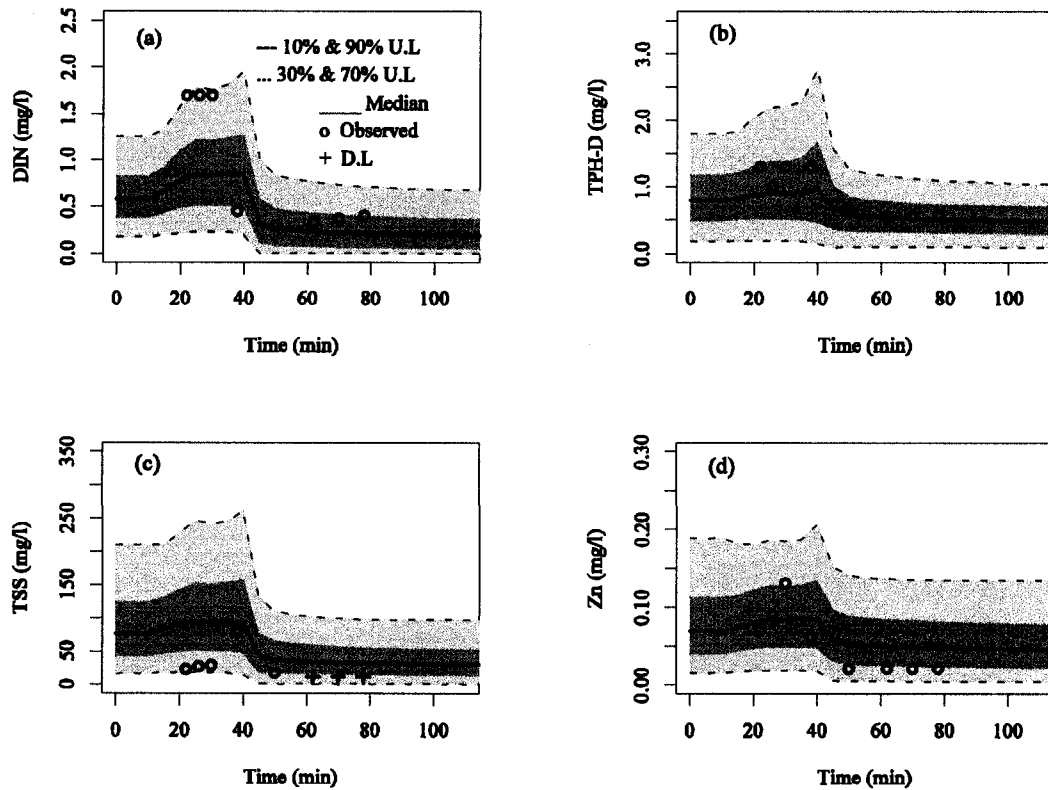 (a)
--- 10% & 90% U.L
... 30% & 70% U.L
____ Median
o Observed
+ D.L
DIN (mg/l)
2.5
2.0
1.5
1.0
0.5
0.0
0 20 40 60 80 100
Time (min)
(b)
TPH-D (mg/l)
3.0
2.0
1.0
0.0
0 20 40 60 80 100
Time (min)
(c)
TSS (mg/l)
350
250
150
50
0
0 20 40 60 80 100
Time (min)
(d)
Zn (mg/l)
0.30
0.20
0.10
0.00
0 20 40 60 80 100
Time (min)